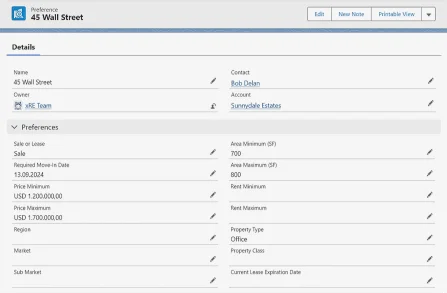 Preference
45 Wall Street
Edit
New Note
Printable View
Details
Name
45 Wall Street
Contact
Bob Delan
Owner
xRE Team
Account
Sunnydale Estates
Preferences
Sale or Lease
Sale
Area Minimum (SF)
700
Required Move-in Date
13.09.2024
Area Maximum (SF)
800
Price Minimum
USD 1.200.000,00
Rent Minimum
Price Maximum
USD 1.700.000,00
Rent Maximum
Region
Property Type
Office
Market
Property Class
Sub Market
Current Lease Expiration Date